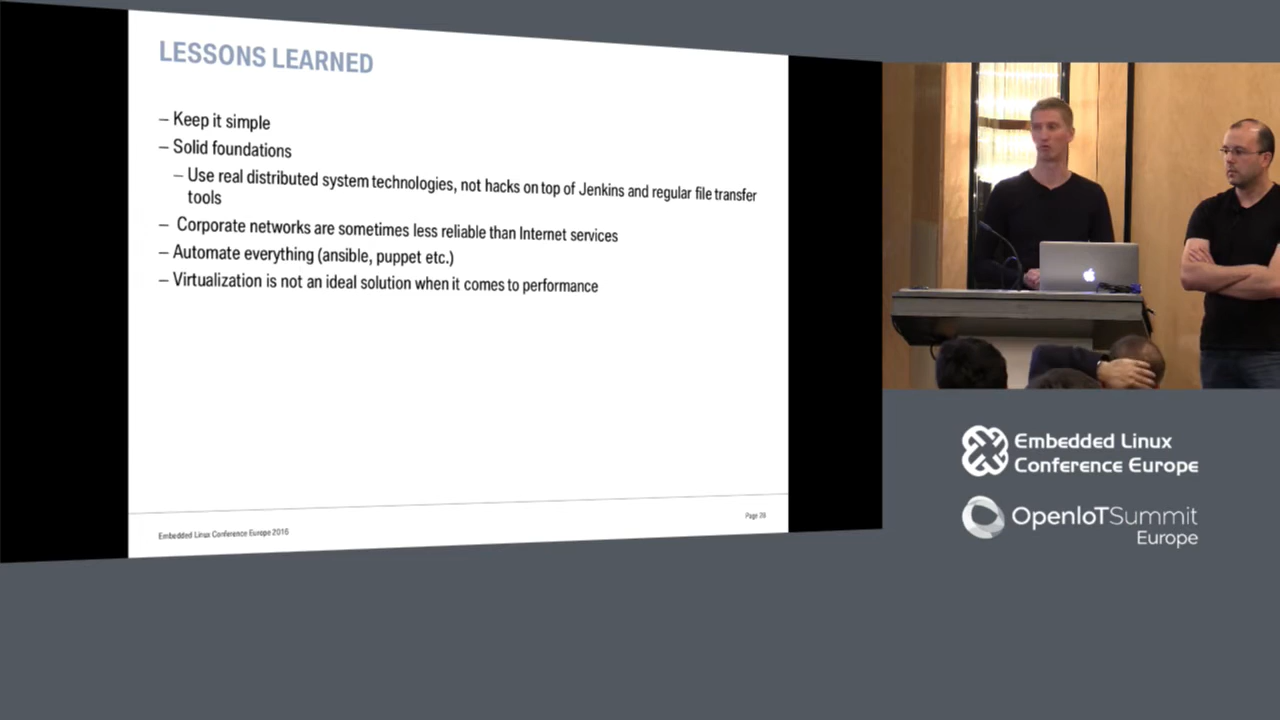 LESSONS LEARNED
– Keep it simple
– Solid foundations
– Use real distributed system technologies, not hacks on top of Jenkins and regular file transfer
tools
– Corporate networks are sometimes less reliable than Internet services
– Automate everything (ansible, puppet etc.)
– Virtualization is not an ideal solution when it comes to performance
Embedded Linux Conference Europe 2016
Page
Embedded Linux
Conference Europe
OpenIoTSummit
Europe